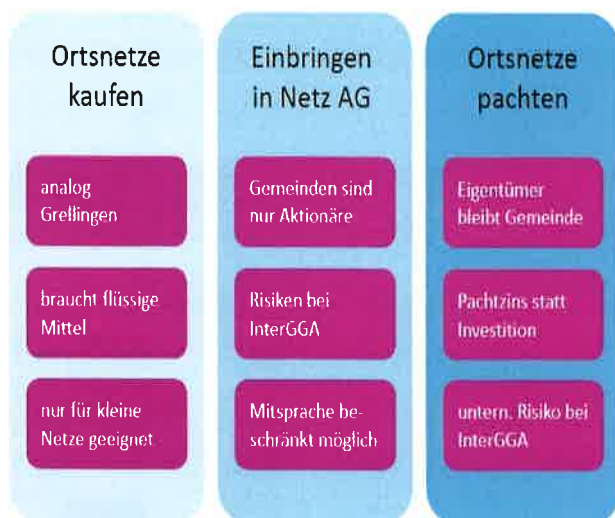 Ortsnetze
kaufen
analog
Grellingen
braucht flüssige
Mittel
nur für kleine
Netze geeignet
Einbringen
in Netz AG
Gemeinden sind
nur Aktionäre
Risiken bei
InterGGA
Mitsprache be-
schränkt möglich
Ortsnetze
pachten
Eigentümer
bleibt Gemeinde
Pachtzins statt
Investition
untern. Risiko bei
InterGGA